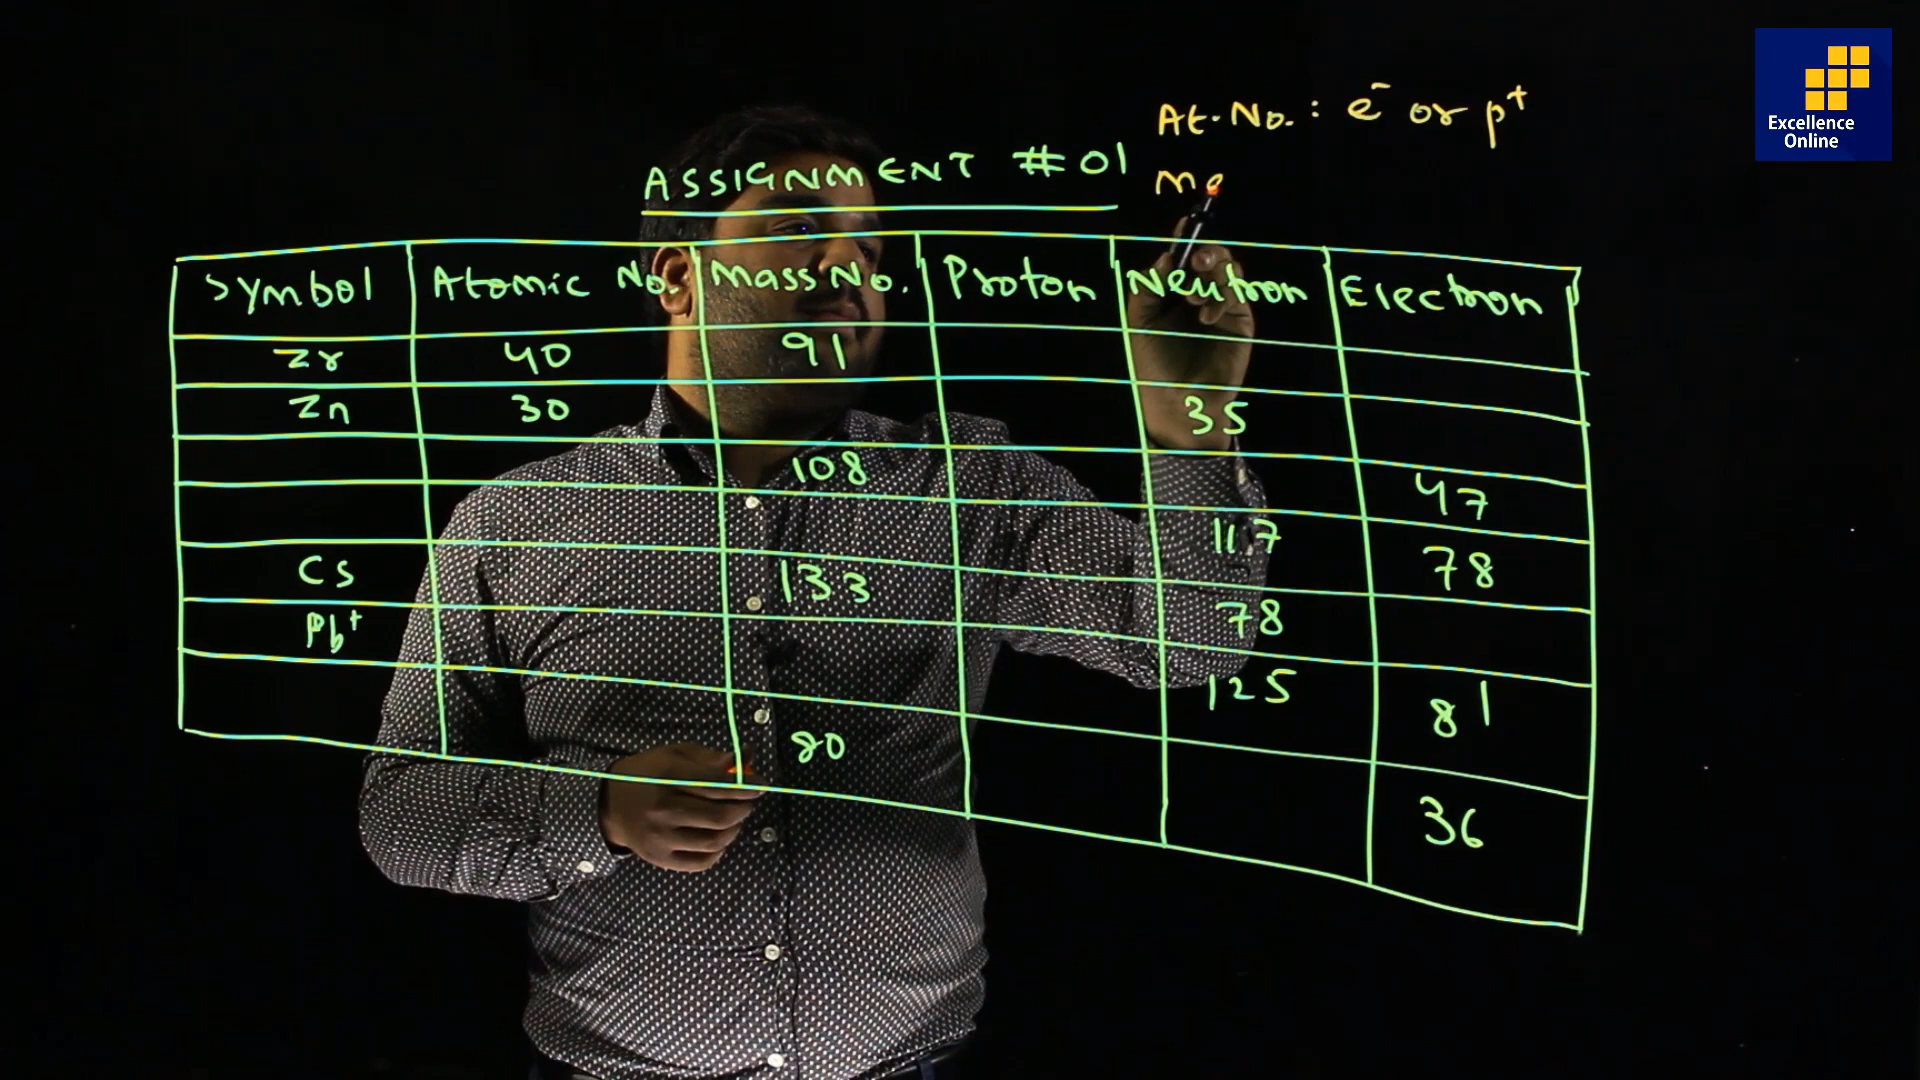 Excellence
Online
At. No. : e⁻ or p⁺
ASSIGNMENT #01
Ma
Symbol Atomic No. Mass No. Proton Neutron Electron
Zr 40 91
Zn 30 35
108 47
117 78
Cs 133 78
Pb⁺ 125 81
80 36